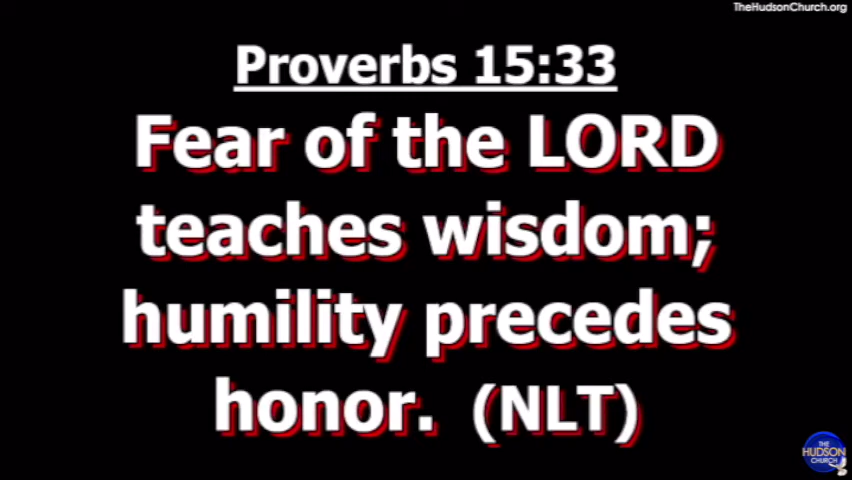 TheHudsonChurch.org
Proverbs 15:33
Fear of the LORD
teaches wisdom;
humility precedes
honor. (NLT)
THE
HUDSON
CHURCH